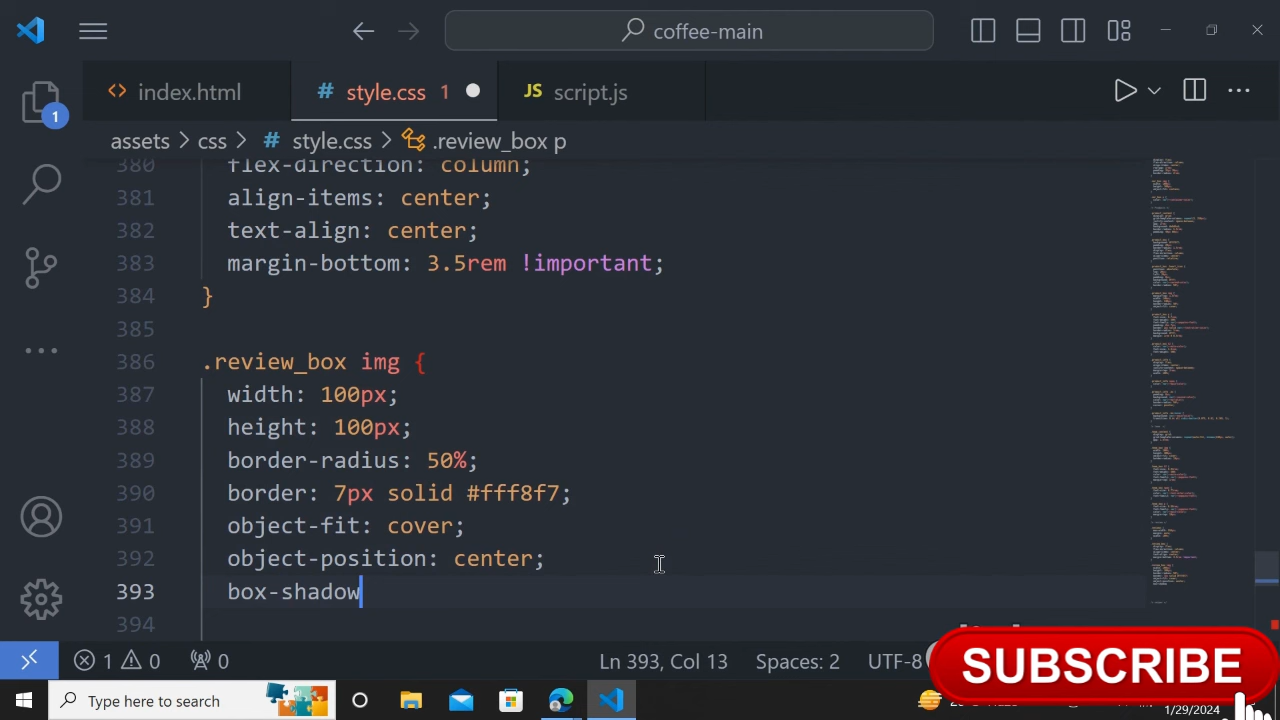 coffee-main
index.html
# style.css 1
JS script.js
1
assets > css > # style.css > .review_box p
380 flex-direction: column;
381 align-items: center;
382 text-align: center;
383 margin-bottom: 3.5rem !important;
384 }
385
386 .review_box img {
387 width: 100px;
388 height: 100px;
389 border-radius: 50%;
390 border: 7px solid #fff8f7;
391 object-fit: cover;
392 object-position: center;
393 box-shadow
394
1 0 0
Ln 393, Col 13 Spaces: 2 UTF-8
SUBSCRIBE
Type here to search
1/29/2024